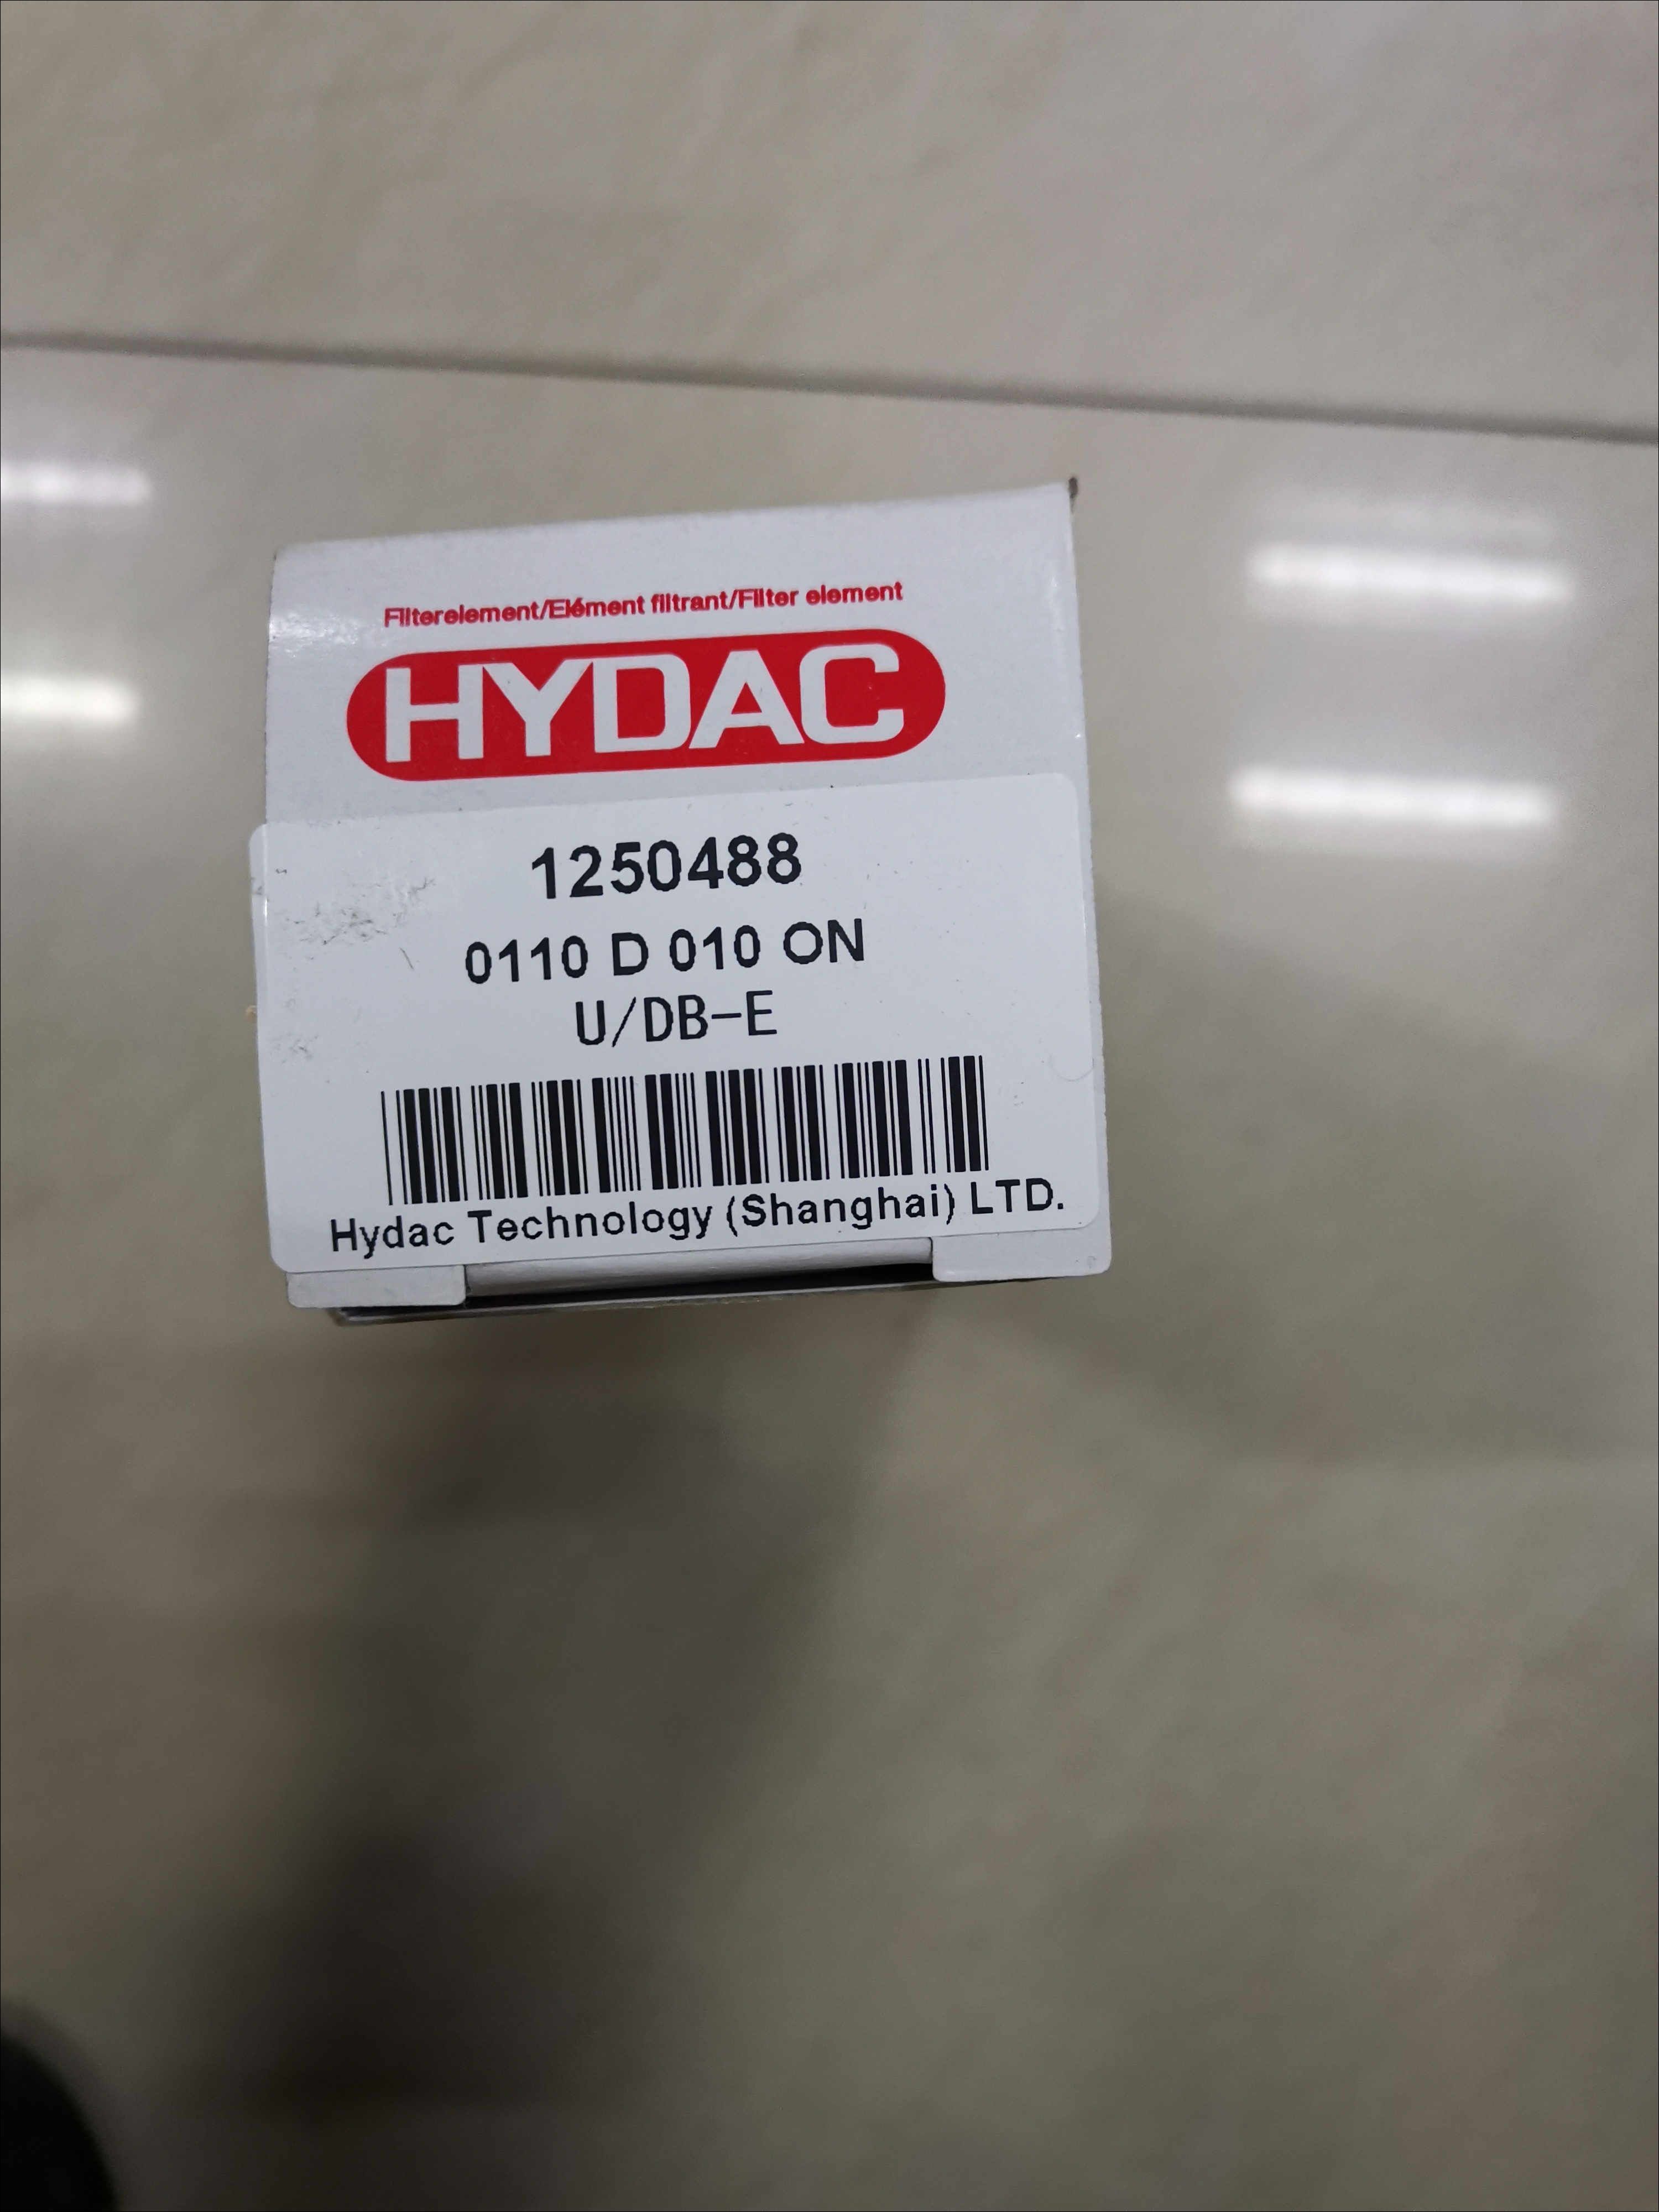 Filterelement/Elément filtrant/Filter element
HYDAC
1250488
0110 D 010 ON
U/DB-E
Hydac Technology (Shanghai) LTD.